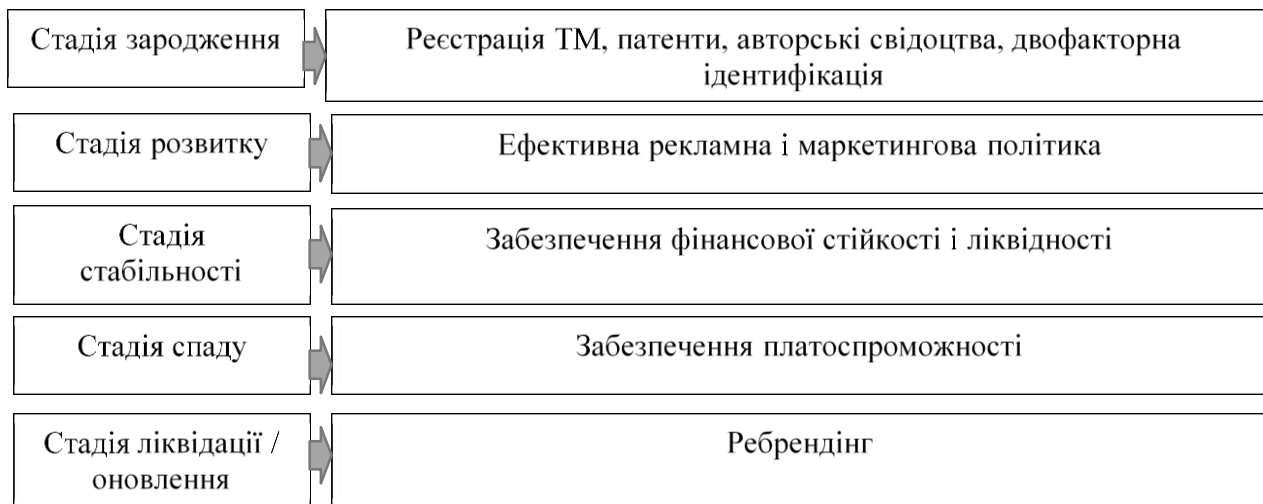 Стадія зародження
Реєстрація ТМ, патенти, авторські свідоцтва, двофакторна
ідентифікація
Стадія розвитку
Ефективна рекламна і маркетингова політика
Стадія
стабільності
Забезпечення фінансової стійкості і ліквідності
Стадія спаду
Забезпечення платоспроможності
Стадія ліквідації /
оновлення
Ребрендінг